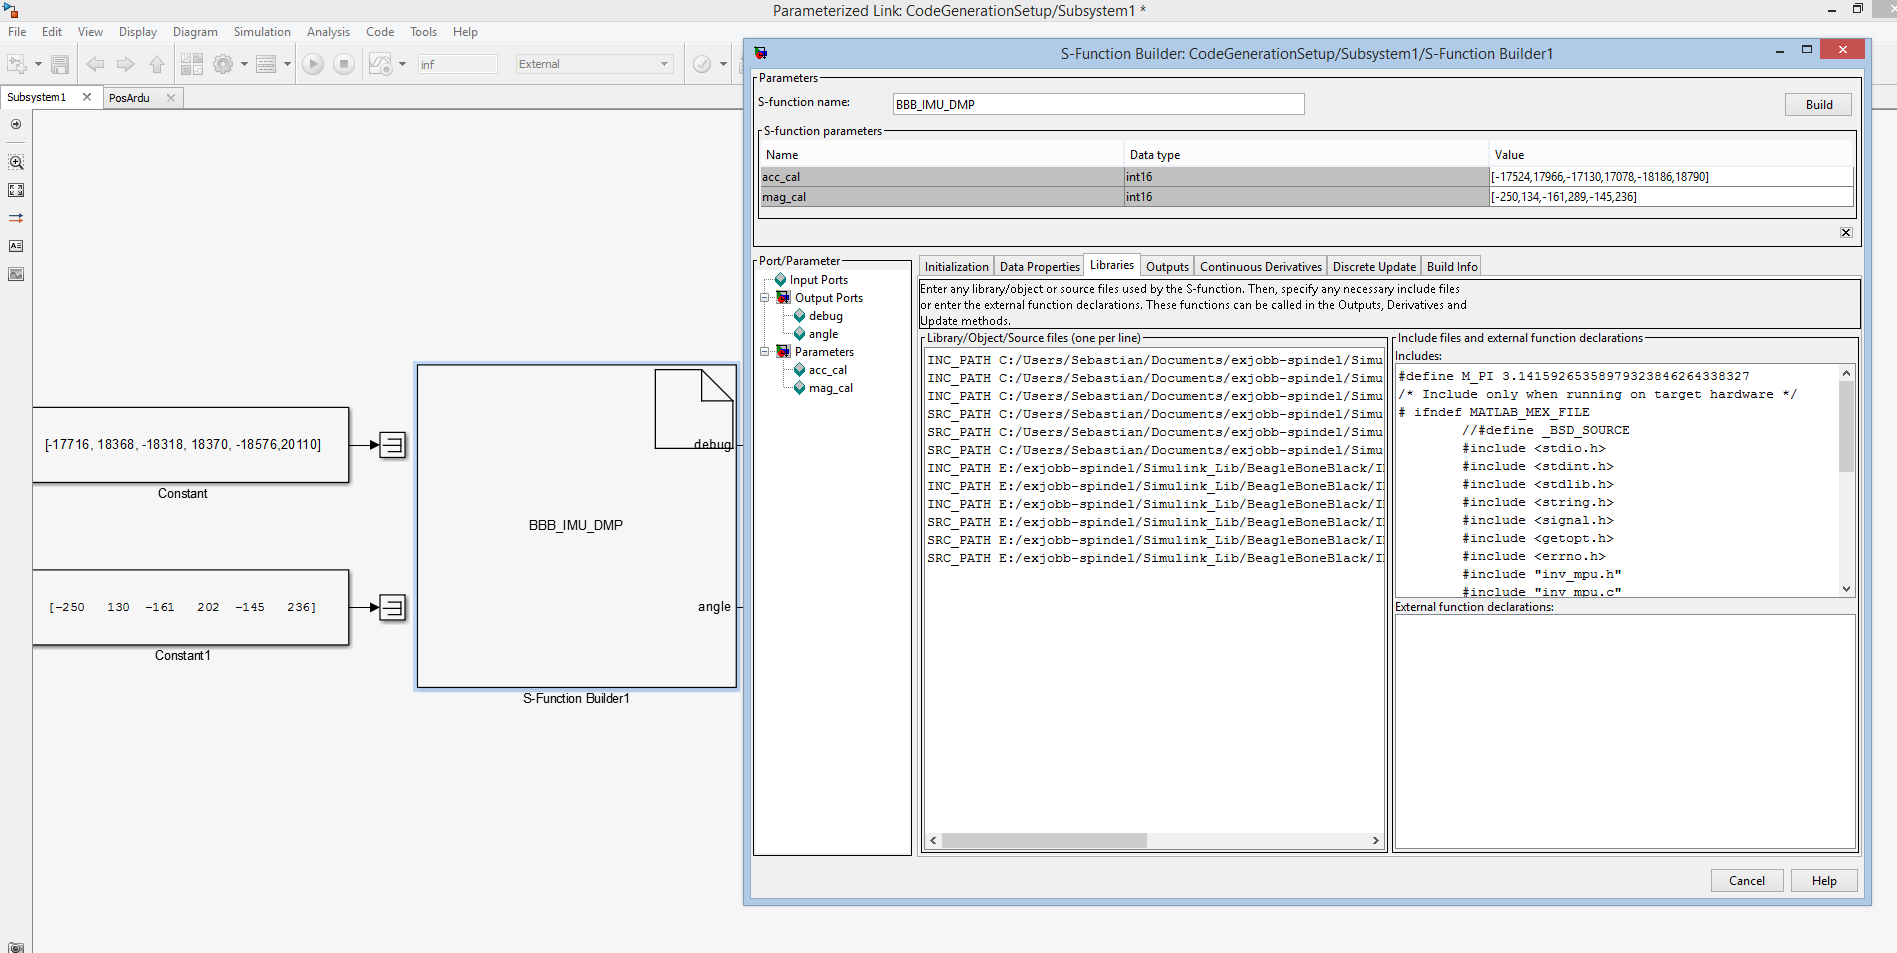 Parameterized Link: CodeGenerationSetup/Subsystem1 *
File Edit View Display Diagram Simulation Analysis Code Tools Help
inf
External
Subsystem1
PosArdu
[-17716, 18368, -18318, 18370, -18576,20110]
Constant
[-250 130 -161 202 -145 236]
Constant1
debug
BBB_IMU_DMP
angle
S-Function Builder1
S-Function Builder: CodeGenerationSetup/Subsystem1/S-Function Builder1
Parameters
S-function name:
BBB_IMU_DMP
Build
S-function parameters
Name Data type Value
acc_cal int16 [-17524,17966,-17130,17078,-18186,18790]
mag_cal int16 [-250,134,-161,289,-145,236]
Port/Parameter
Input Ports
Output Ports
debug
angle
Parameters
acc_cal
mag_cal
Initialization Data Properties Libraries Outputs Continuous Derivatives Discrete Update Build Info
Enter any library/object or source files used by the S-function. Then, specify any necessary include files
or enter the external function declarations. These functions can be called in the Outputs, Derivatives and
Update methods.
Library/Object/Source files (one per line)
INC_PATH C:/Users/Sebastian/Documents/exjobb-spindel/Simu
INC_PATH C:/Users/Sebastian/Documents/exjobb-spindel/Simu
INC_PATH C:/Users/Sebastian/Documents/exjobb-spindel/Simu
SRC_PATH C:/Users/Sebastian/Documents/exjobb-spindel/Simu
SRC_PATH C:/Users/Sebastian/Documents/exjobb-spindel/Simu
SRC_PATH C:/Users/Sebastian/Documents/exjobb-spindel/Simu
INC_PATH E:/exjobb-spindel/Simulink_Lib/BeagleBoneBlack/I
INC_PATH E:/exjobb-spindel/Simulink_Lib/BeagleBoneBlack/I
INC_PATH E:/exjobb-spindel/Simulink_Lib/BeagleBoneBlack/I
SRC_PATH E:/exjobb-spindel/Simulink_Lib/BeagleBoneBlack/I
SRC_PATH E:/exjobb-spindel/Simulink_Lib/BeagleBoneBlack/I
SRC_PATH E:/exjobb-spindel/Simulink_Lib/BeagleBoneBlack/I
Include files and external function declarations
Includes:
#define M_PI 3.14159265358979323846264338327
/* Include only when running on target hardware */
# ifndef MATLAB_MEX_FILE
//#define _BSD_SOURCE
#include <stdio.h>
#include <stdint.h>
#include <stdlib.h>
#include <string.h>
#include <signal.h>
#include <getopt.h>
#include <errno.h>
#include "inv_mpu.h"
#include "inv_mpu.c"
External function declarations:
Cancel
Help